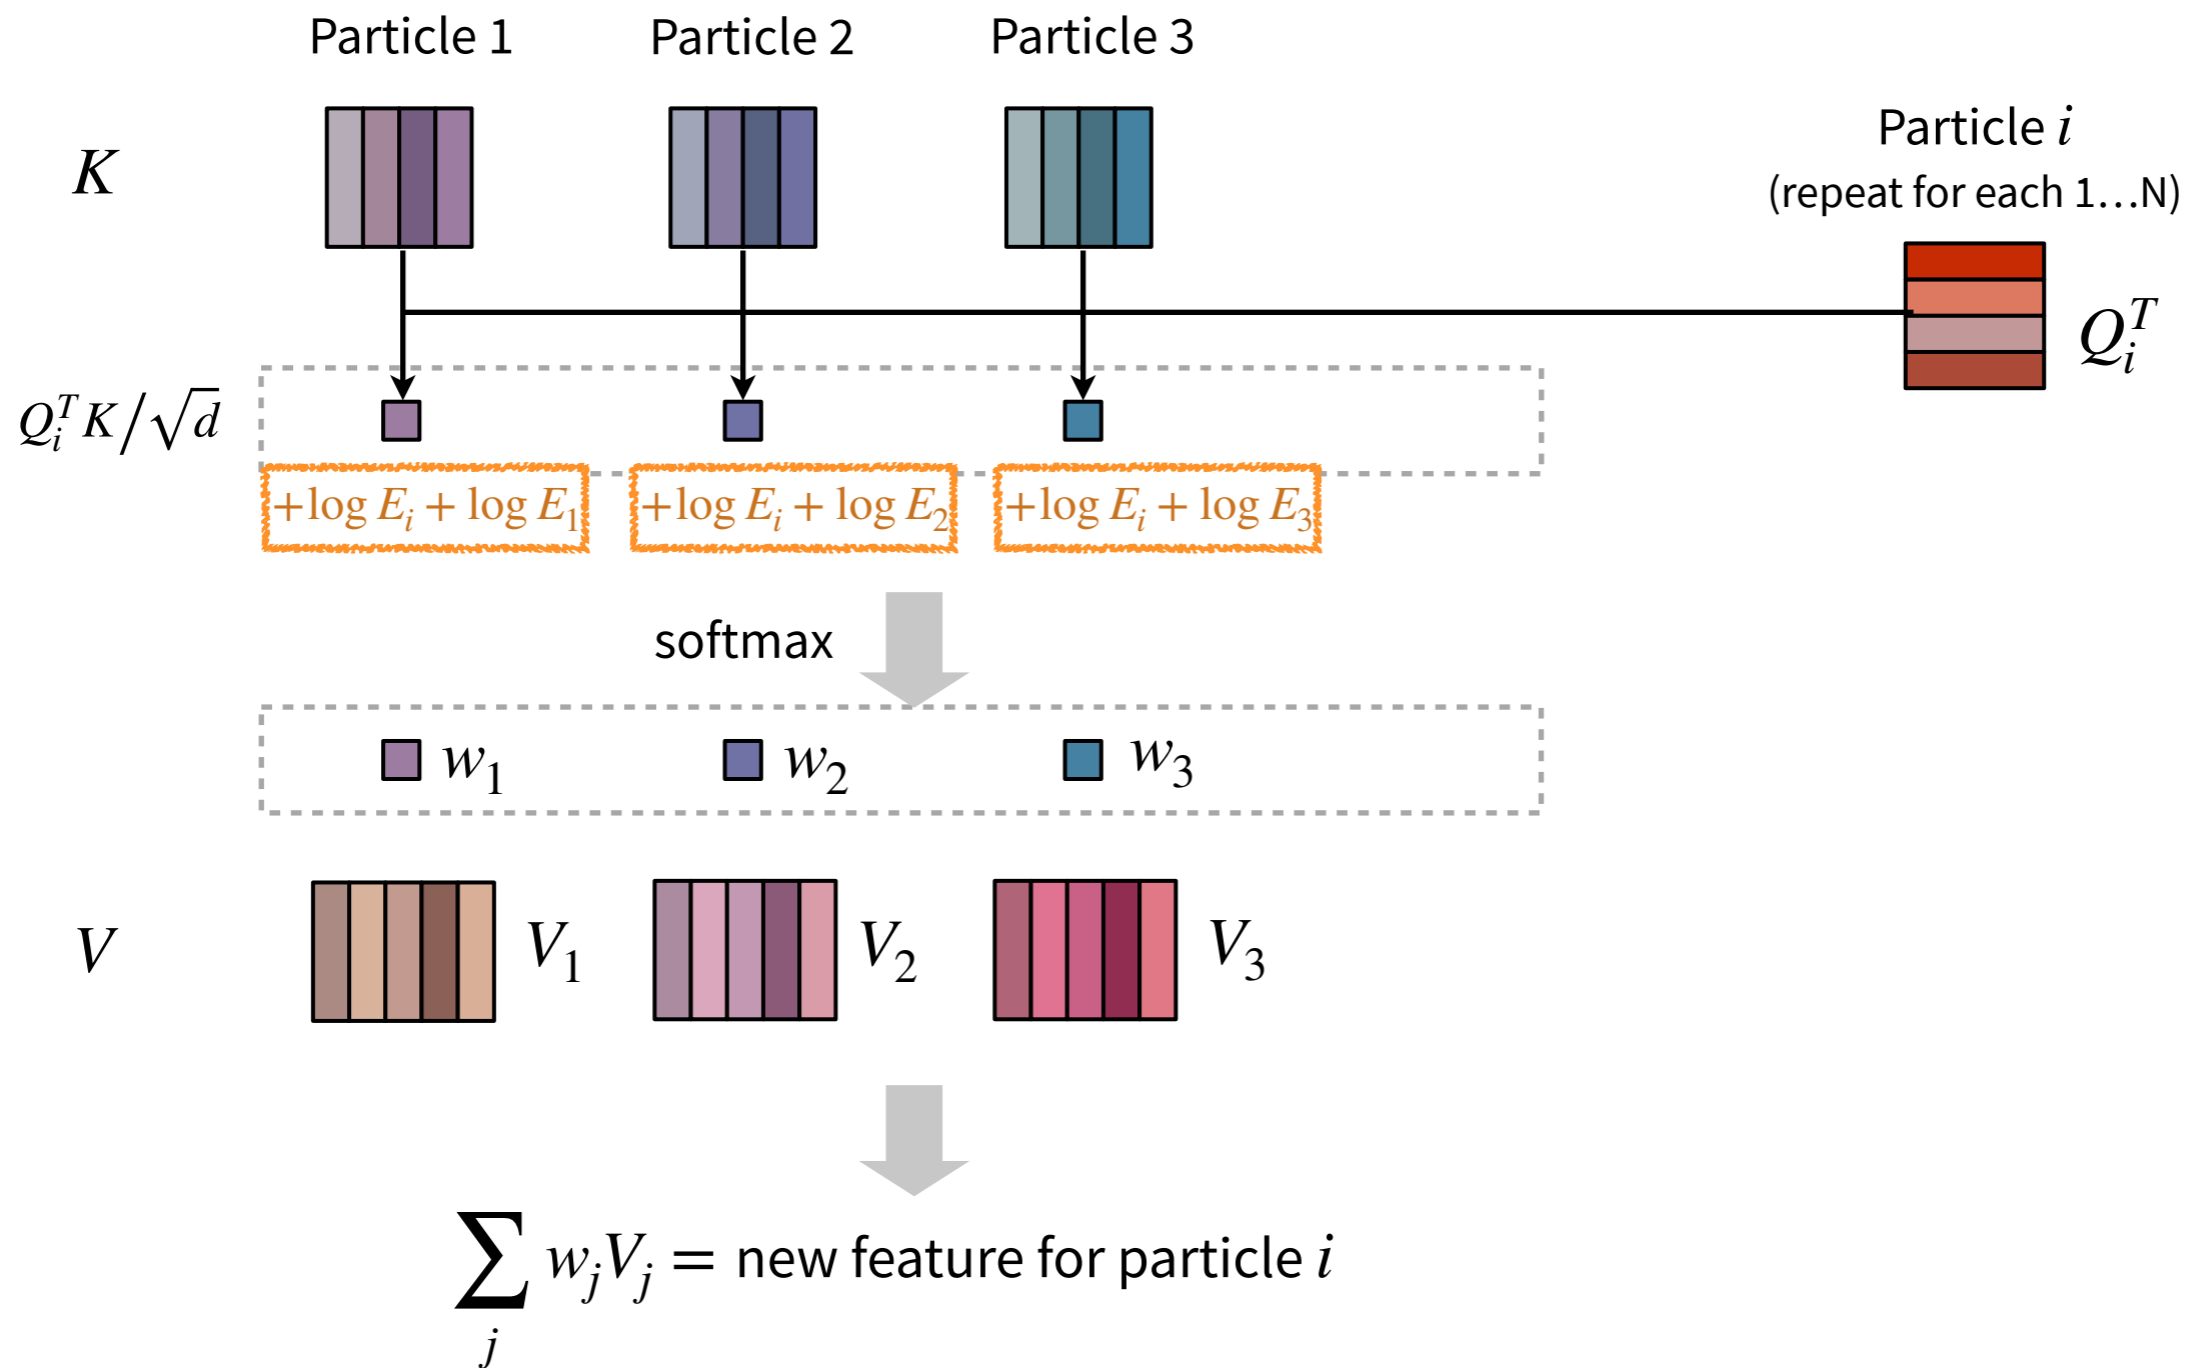 Particle 1 Particle 2 Particle 3
Particle i
(repeat for each 1…N)
K
Q_i^T
Q_i^T K/√d
+log E_i + log E_1 +log E_i + log E_2 +log E_i + log E_3
softmax
w_1 w_2 w_3
V V_1 V_2 V_3
∑_j w_j V_j = new feature for particle i